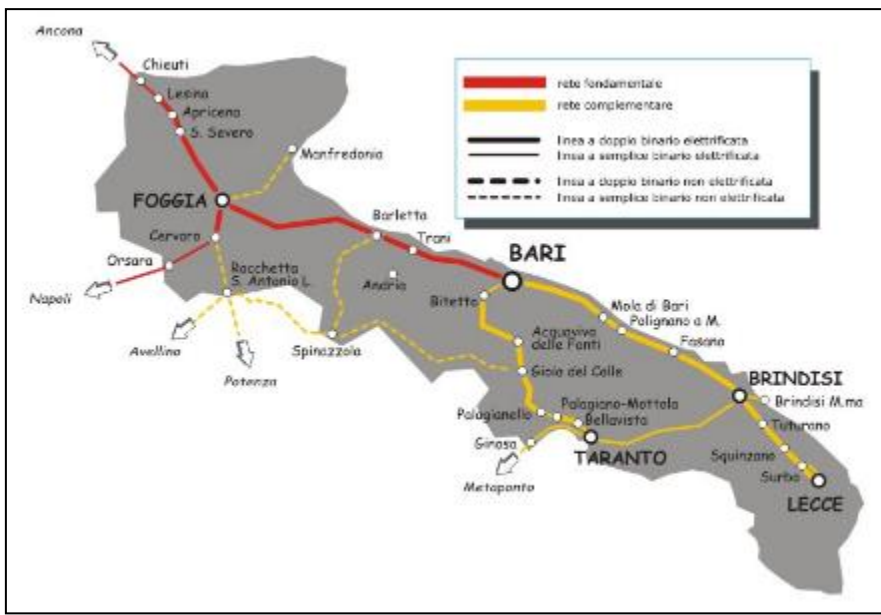 Ancona
Chieuti
Lesina
Apricena
S. Severo
Manfredonia
FOGGIA
Cervaro
Orsara
Napoli
Rocchetta
S. Antonio L.
Avellino
Potenza
Barletta
Trani
Andria
Spinazzola
BARI
Bitetto
Mola di Bari
Polignano a M.
Fasano
Acquaviva
delle Fonti
Gioia del Colle
BRINDISI
Brindisi M.ma
Tuturano
Palagianello
Palagiano-Mottola
Bellavista
Ginosa
TARANTO
Metaponto
Squinzano
Surbo
LECCE
rete fondamentale
rete complementare
linea a doppio binario elettrificata
linea a semplice binario elettrificata
linea a doppio binario non elettrificata
linea a semplice binario non elettrificata